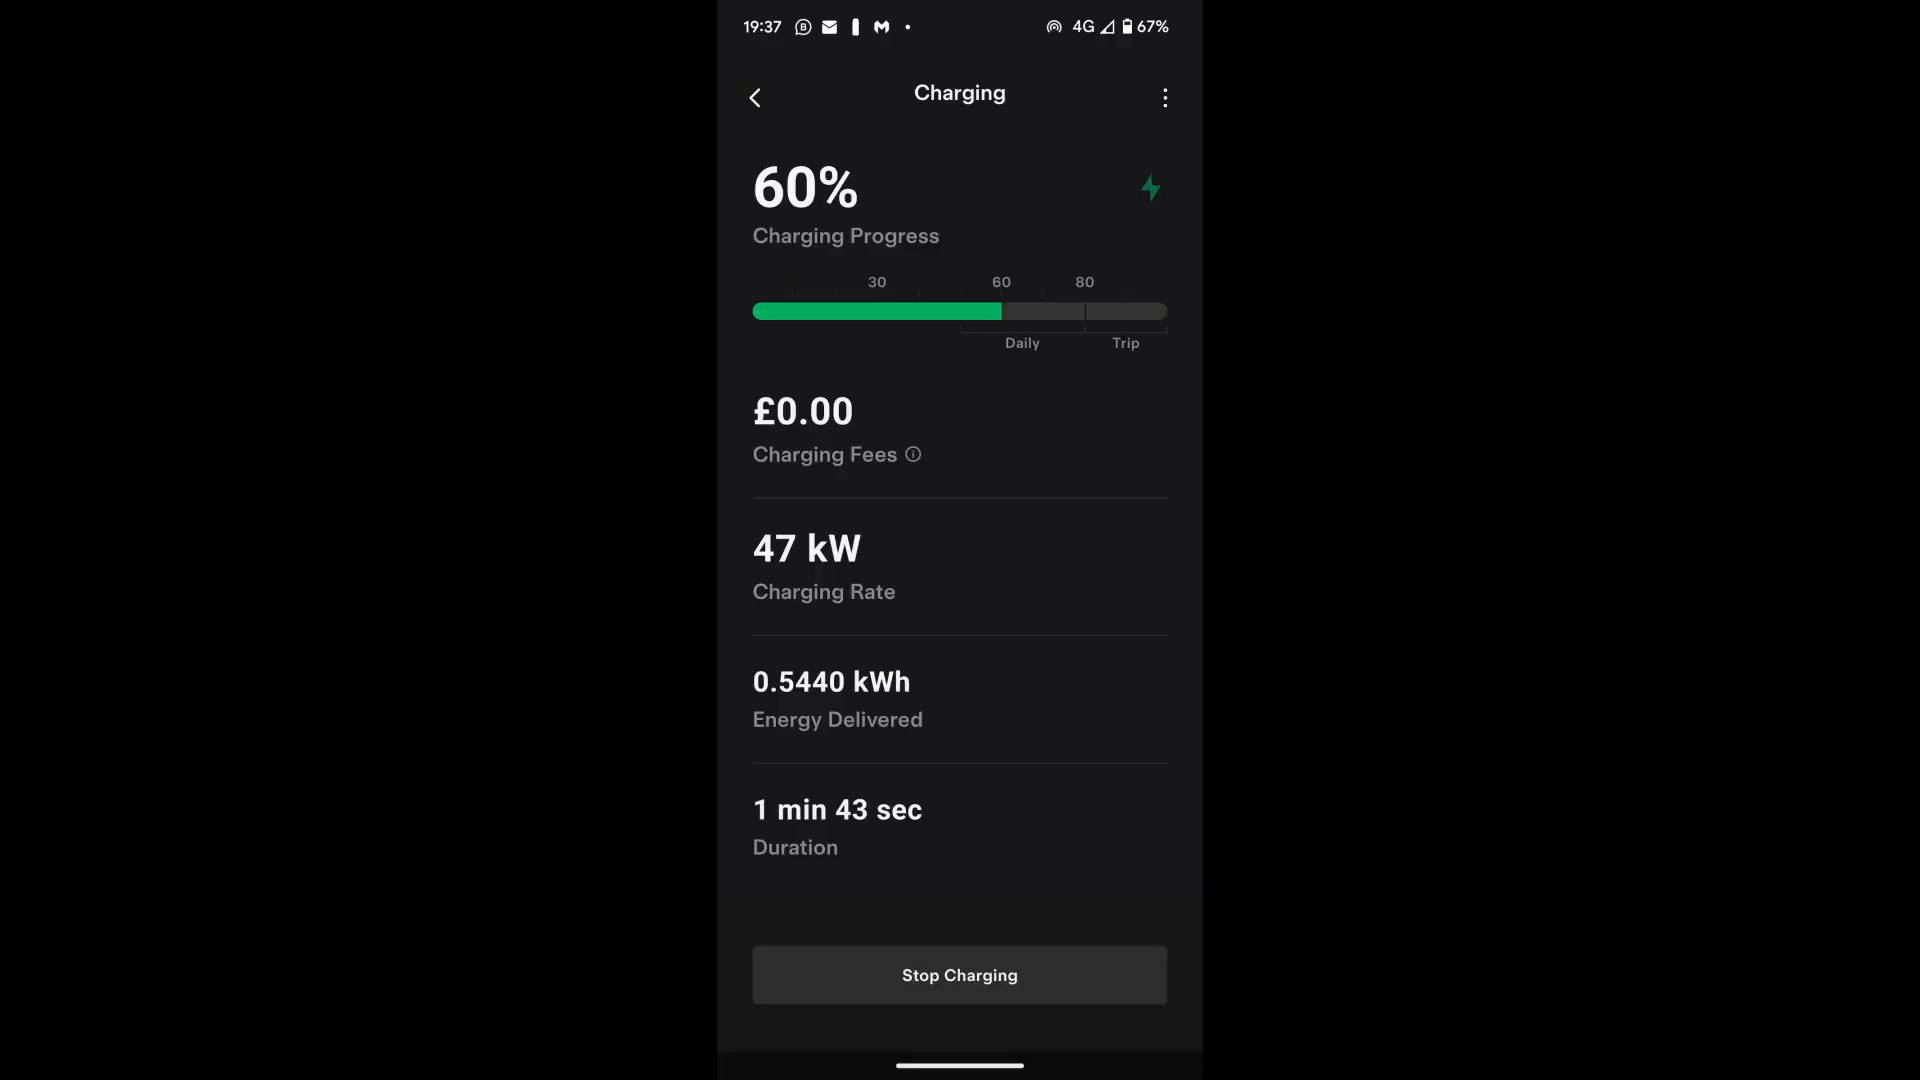 19:37 4G 67%
Charging
60%
Charging Progress
30 60 80
Daily Trip
£0.00
Charging Fees
47 kW
Charging Rate
0.5440 kWh
Energy Delivered
1 min 43 sec
Duration
Stop Charging